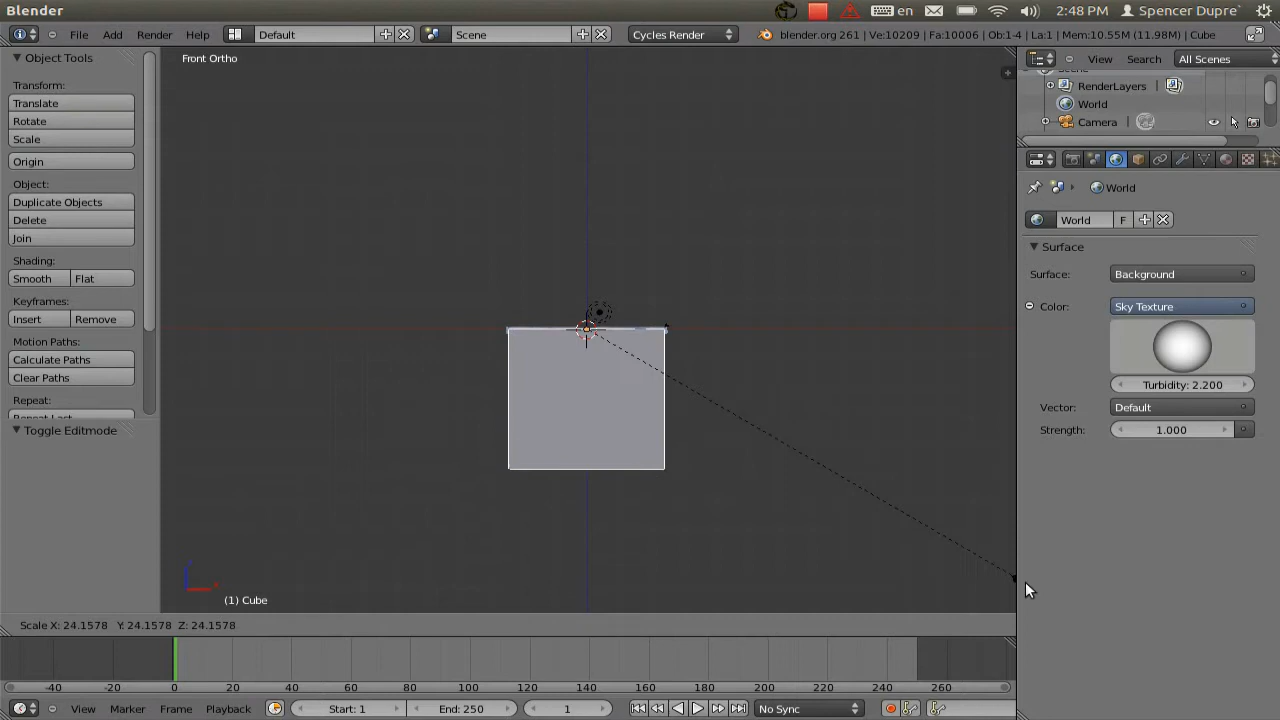 Blender
en
2:48 PM
Spencer Dupre`
File Add Render Help
Default
Scene
Cycles Render
blender.org 261 | Ve:10209 | Fa:10006 | Ob:1-4 | La:1 | Mem:10.55M (11.98M) | Cube
Object Tools
Front Ortho
View Search All Scenes
Transform:
Translate
Rotate
Scale
Origin
Object:
Duplicate Objects
Delete
Join
Shading:
Smooth Flat
Keyframes:
Insert Remove
Motion Paths:
Calculate Paths
Clear Paths
Repeat:
Toggle Editmode
RenderLayers |
World
Camera |
World
World F
Surface
Surface: Background
Color: Sky Texture
Turbidity: 2.200
Vector: Default
Strength: 1.000
(1) Cube
Scale X: 24.1578 Y: 24.1578 Z: 24.1578
-40 -20 0 20 40 60 80 100 120 140 160 180 200 220 240 260
View Marker Frame Playback
Start: 1
End: 250
1
No Sync